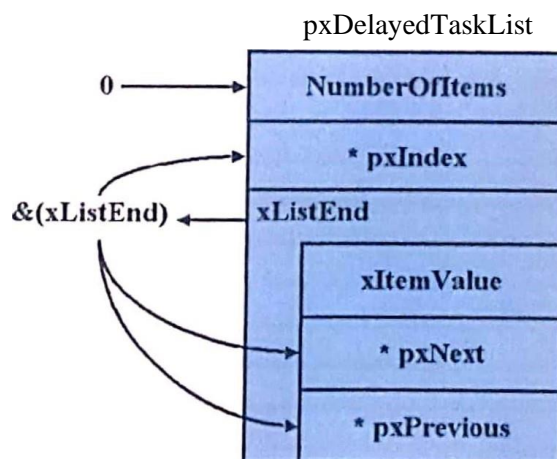 pxDelayedTaskList
0
NumberOfItems
* pxIndex
&(xListEnd)
xListEnd
xItemValue
* pxNext
* pxPrevious